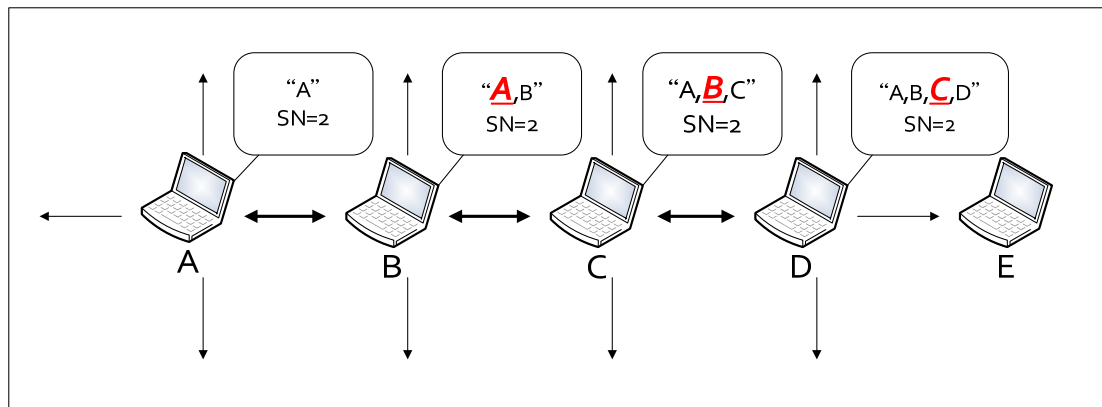 “A”
SN=2
“A,B”
SN=2
“A,B,C”
SN=2
“A,B,C,D”
SN=2
A
B
C
D
E